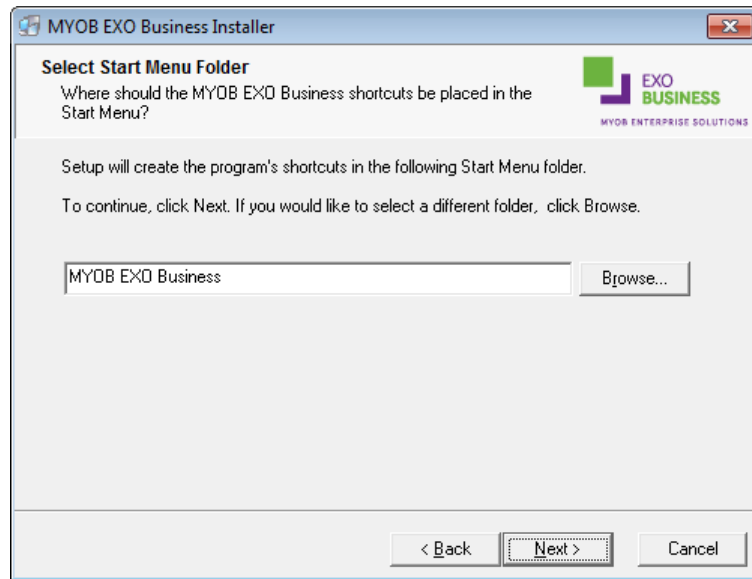 MYOB EXO Business Installer
Select Start Menu Folder
Where should the MYOB EXO Business shortcuts be placed in the
Start Menu?
EXO
BUSINESS
MYOB ENTERPRISE SOLUTIONS
Setup will create the program's shortcuts in the following Start Menu folder.
To continue, click Next. If you would like to select a different folder, click Browse.
MYOB EXO Business
Browse...
< Back
Next >
Cancel